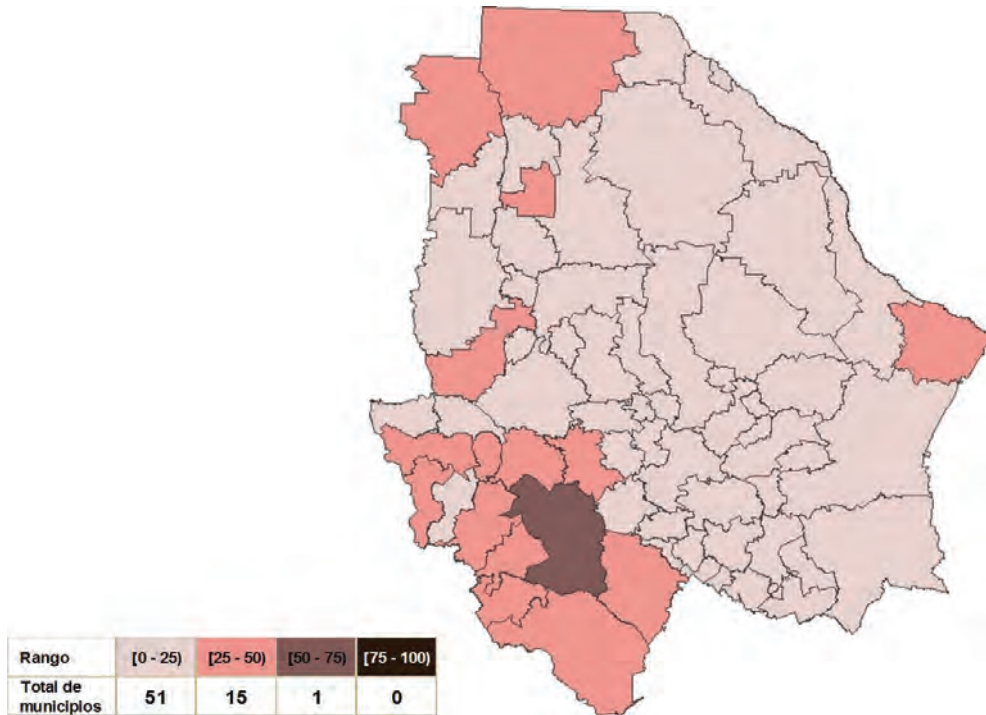 Rango [0 - 25) [25 - 50) [50 - 75) [75 - 100)
Total de municipios 51 15 1 0